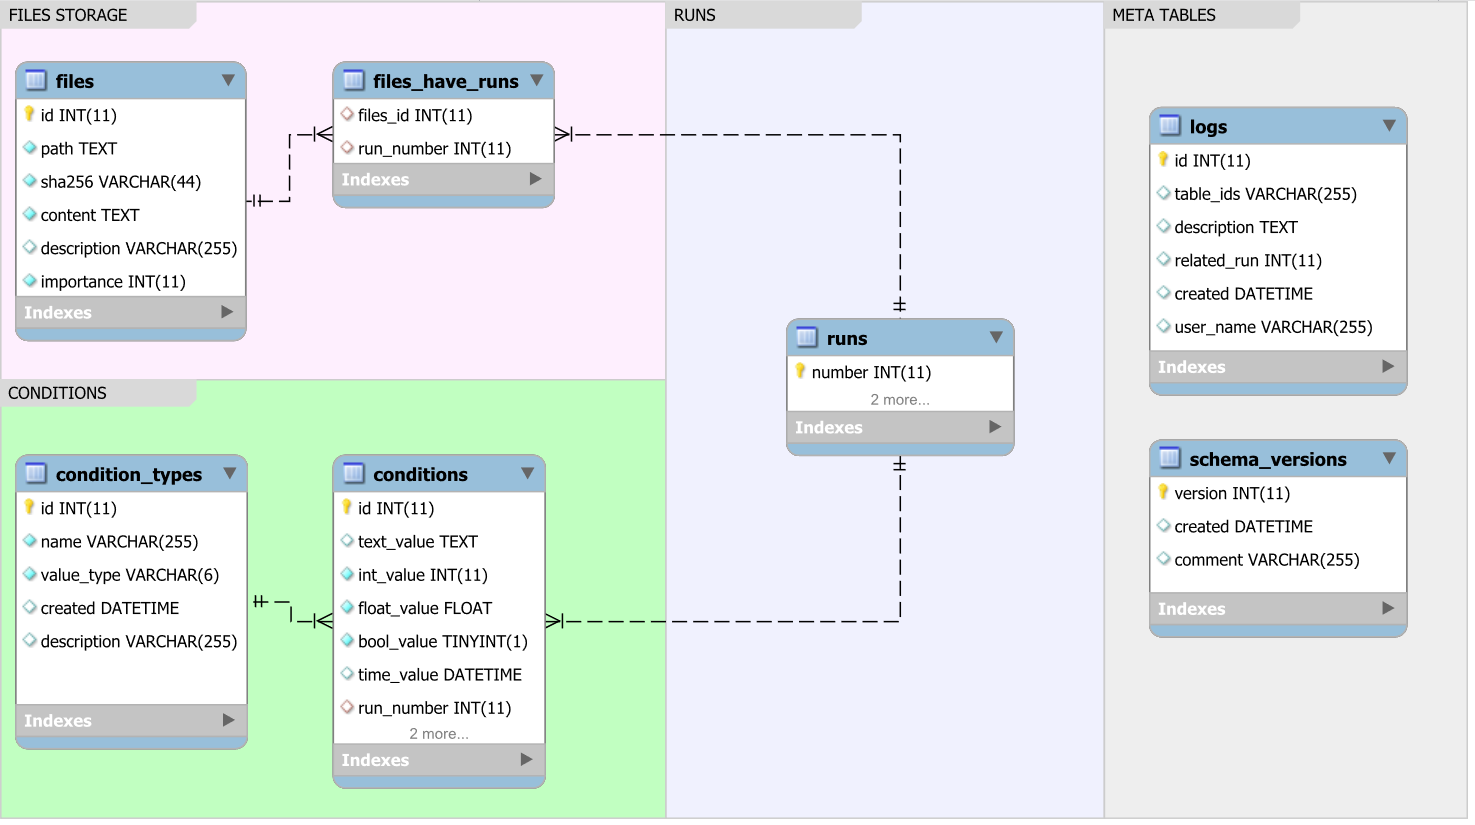 FILES STORAGE
files
id INT(11)
path TEXT
sha256 VARCHAR(44)
content TEXT
description VARCHAR(255)
importance INT(11)
Indexes
files_have_runs
files_id INT(11)
run_number INT(11)
Indexes
CONDITIONS
condition_types
id INT(11)
name VARCHAR(255)
value_type VARCHAR(6)
created DATETIME
description VARCHAR(255)
Indexes
conditions
id INT(11)
text_value TEXT
int_value INT(11)
float_value FLOAT
bool_value TINYINT(1)
time_value DATETIME
run_number INT(11)
2 more...
Indexes
RUNS
runs
number INT(11)
2 more...
Indexes
META TABLES
logs
id INT(11)
table_ids VARCHAR(255)
description TEXT
related_run INT(11)
created DATETIME
user_name VARCHAR(255)
Indexes
schema_versions
version INT(11)
created DATETIME
comment VARCHAR(255)
Indexes